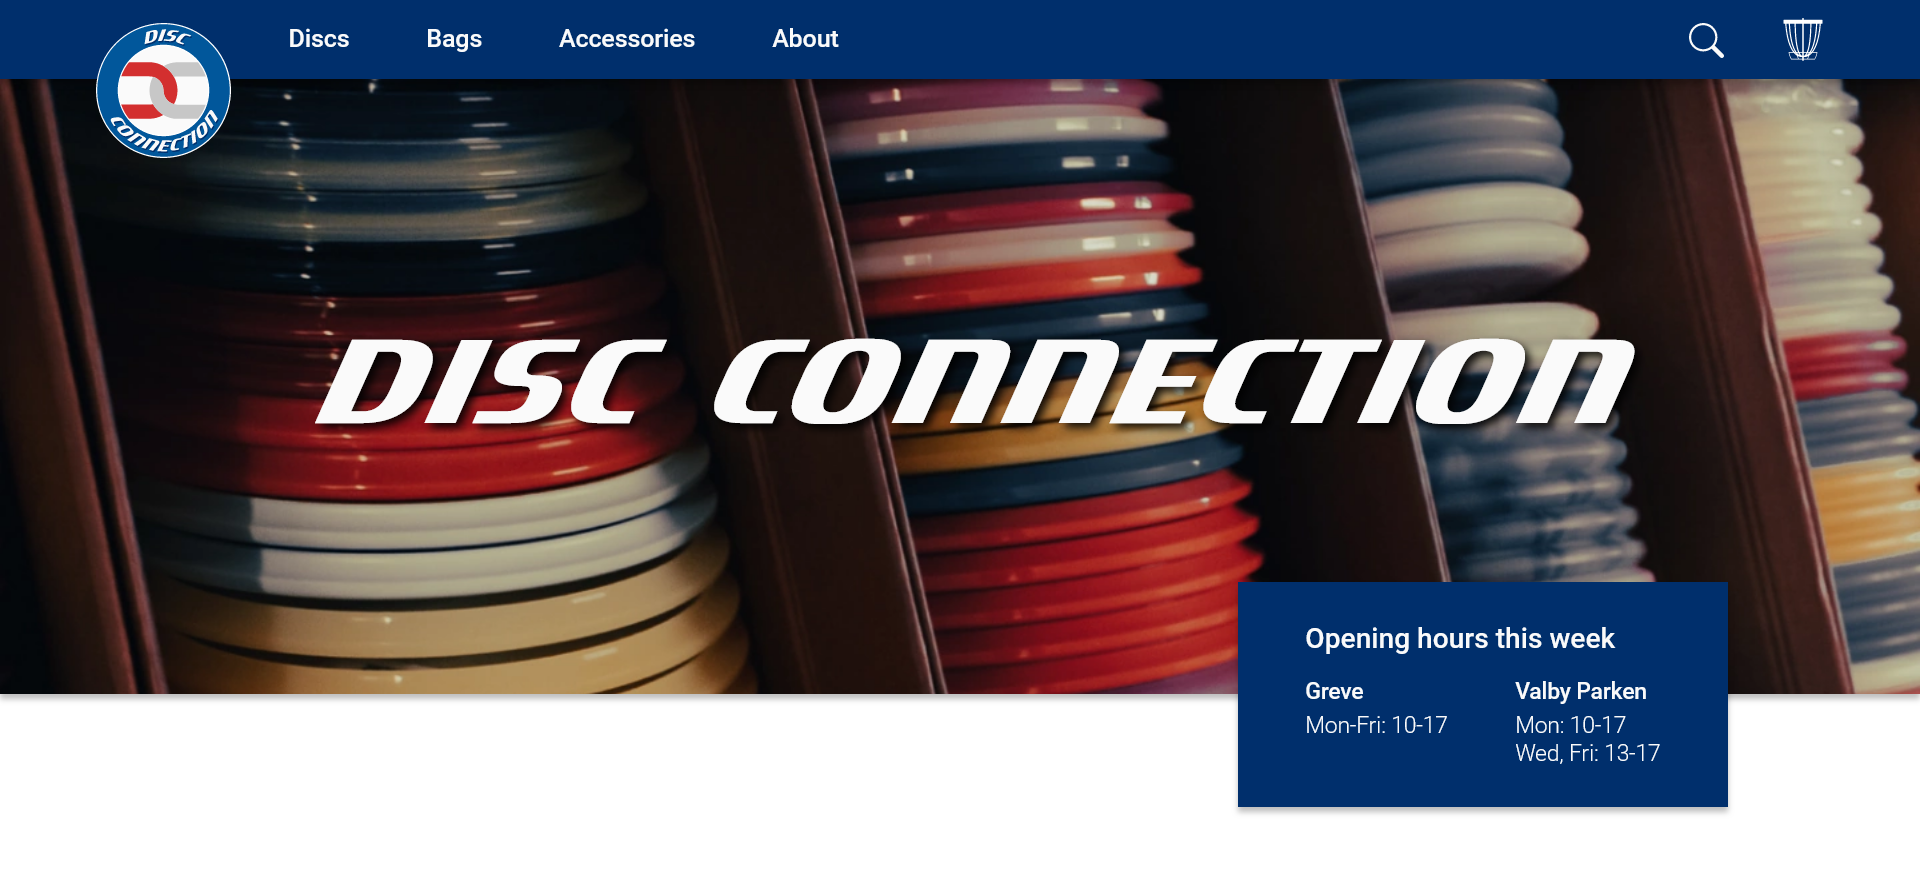 DISC
CONNECTION
Discs
Bags
Accessories
About
DISC CONNECTION
Opening hours this week
Greve
Mon-Fri: 10-17
Valby Parken
Mon: 10-17
Wed, Fri: 13-17